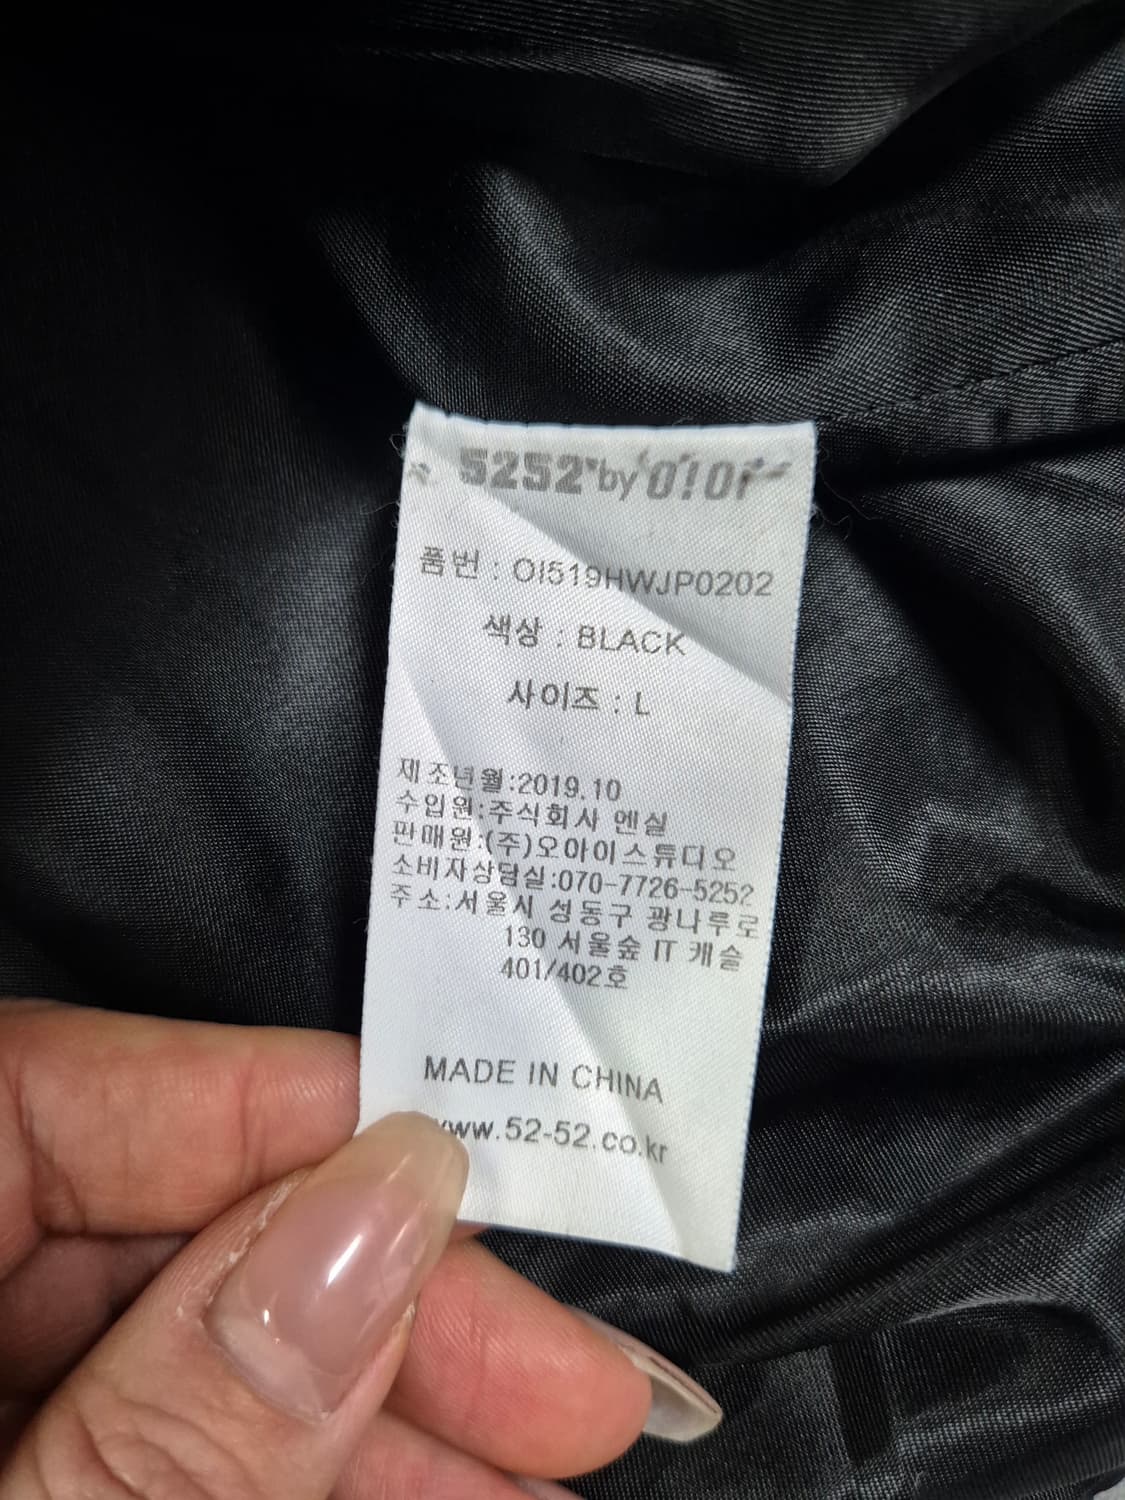 5252 by O!Oi
품번 : OI519HWJP0202
색상 : BLACK
사이즈 : L
제조년월:2019.10
수입원:주식회사 엔실
판매원:(주)오아이스튜디오
소비자상담실:070-7726-5252
주소:서울시 성동구 광나루로
130 서울숲 IT 캐슬
401/402호
MADE IN CHINA
www.52-52.co.kr